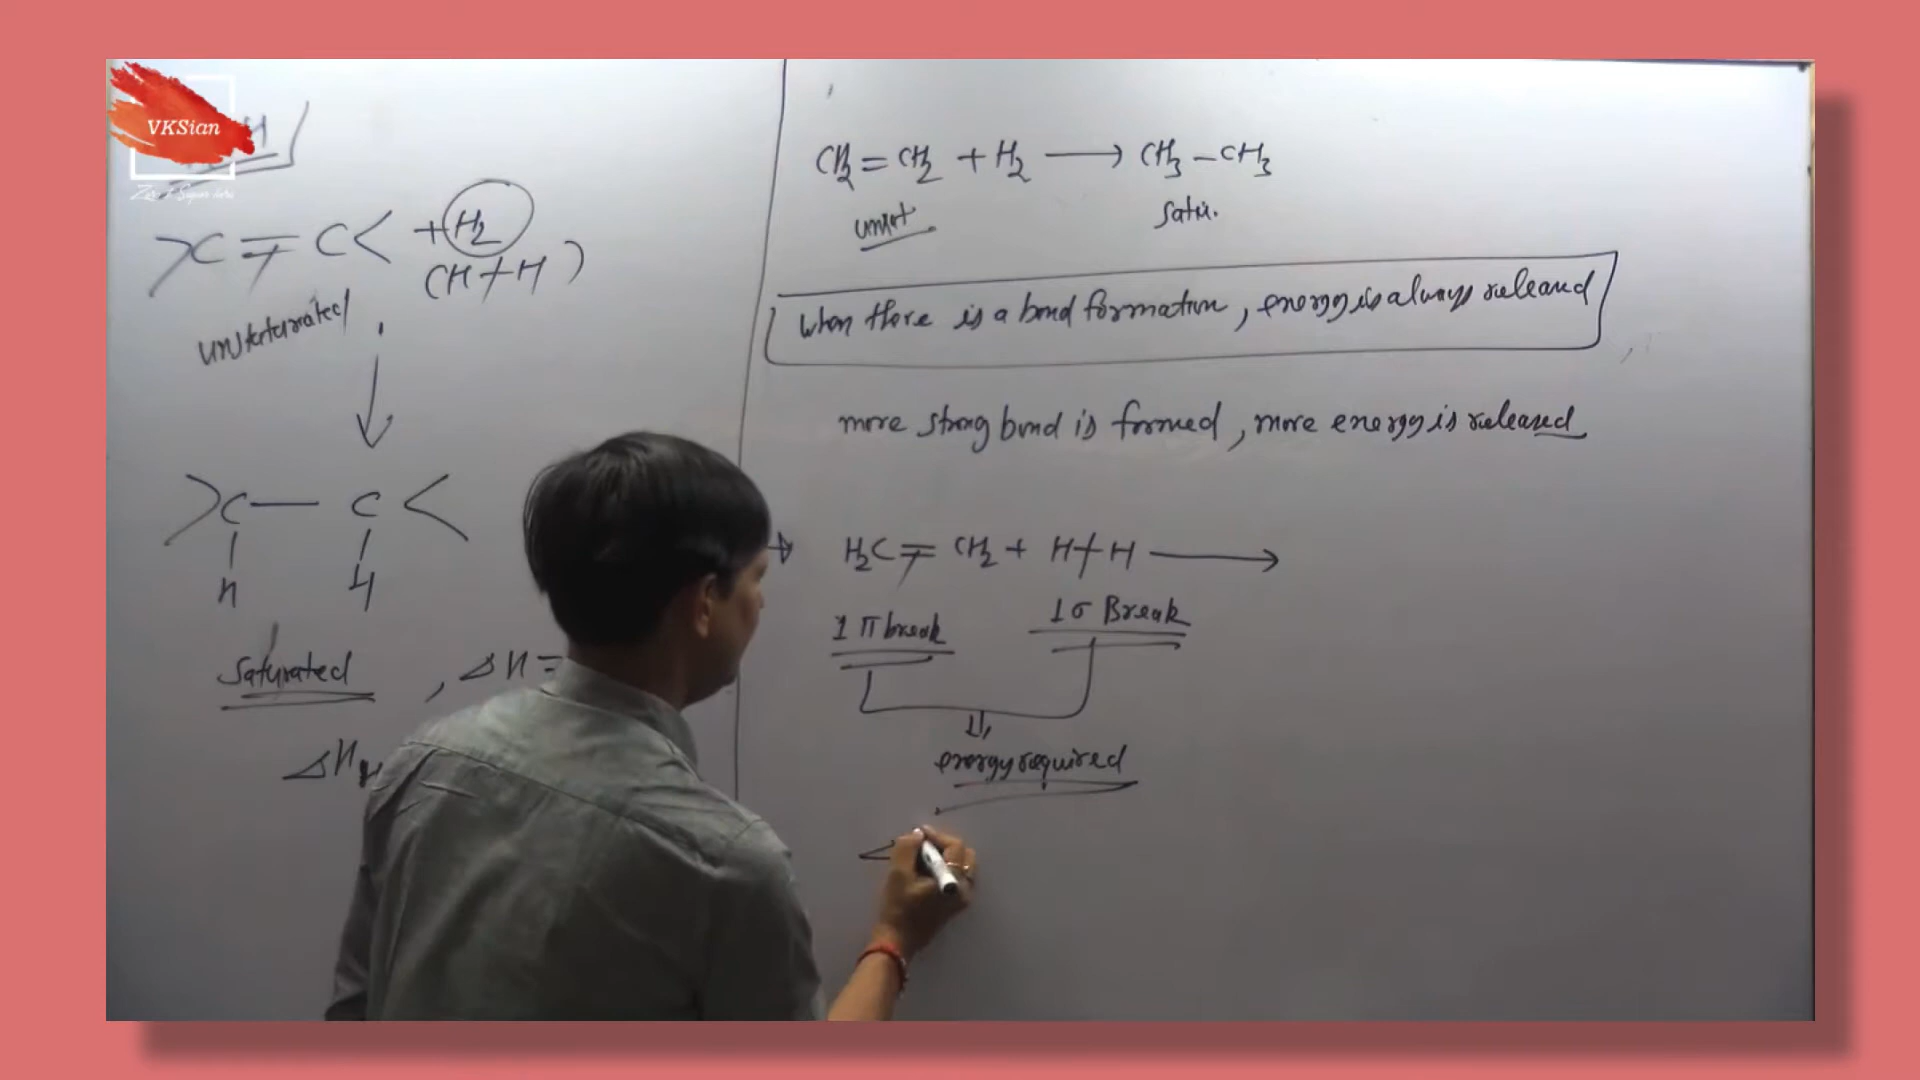 VKSian
H
>C=C< + H2
(H+H)
unsaturated
>C — C<
H H
Saturated , ΔH =
ΔH
CH2=CH2 + H2 → CH3–CH3
unsat satu.
when there is a bond formation, energy is always released
more strong bond is formed, more energy is released
H2C=CH2 + H+H →
1 π break 1 σ Break
⇓
energy required